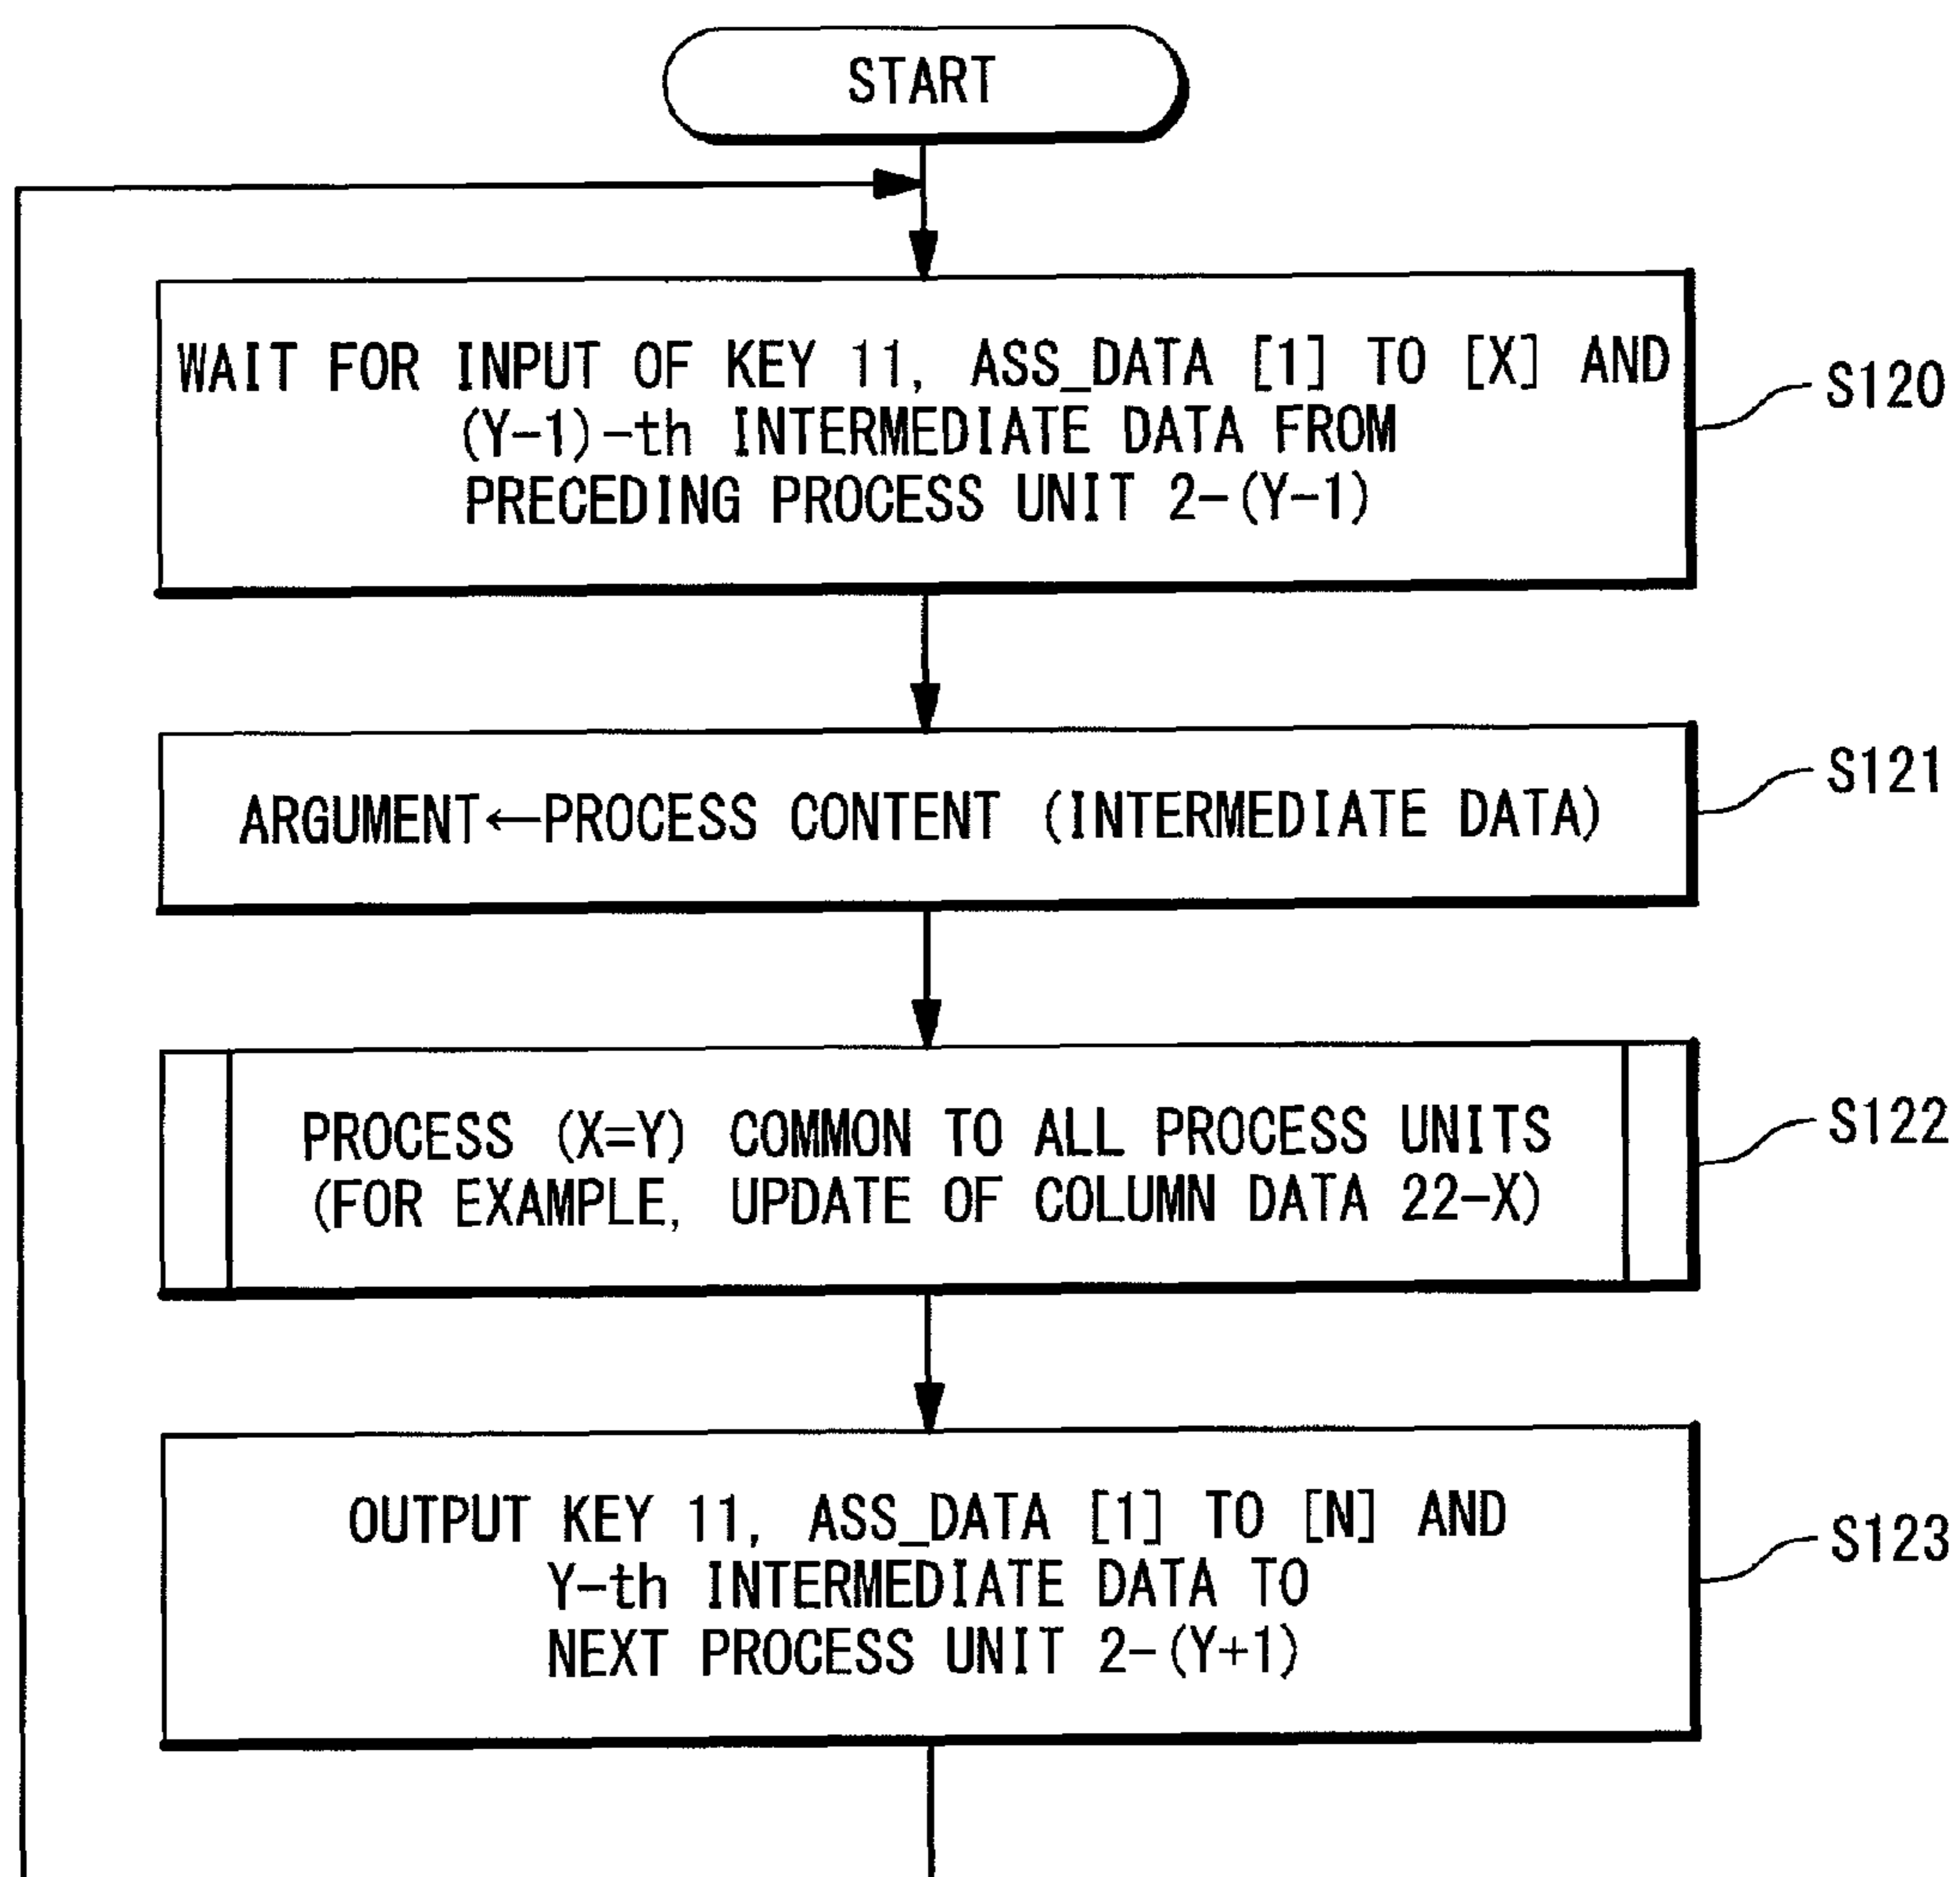 START
WAIT FOR INPUT OF KEY 11, ASS_DATA [1] TO [X] AND
(Y-1)-th INTERMEDIATE DATA FROM
PRECEDING PROCESS UNIT 2-(Y-1)
S120
ARGUMENT←PROCESS CONTENT (INTERMEDIATE DATA)
S121
PROCESS (X=Y) COMMON TO ALL PROCESS UNITS
(FOR EXAMPLE, UPDATE OF COLUMN DATA 22-X)
S122
OUTPUT KEY 11, ASS_DATA [1] TO [N] AND
Y-th INTERMEDIATE DATA TO
NEXT PROCESS UNIT 2-(Y+1)
S123